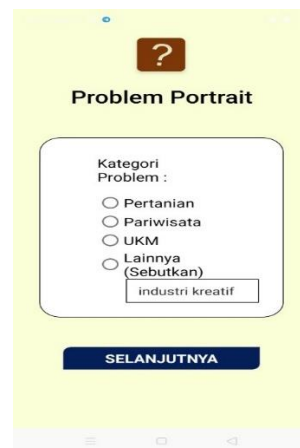 ?
Problem Portrait
Kategori
Problem :
Pertanian
Pariwisata
UKM
Lainnya
(Sebutkan)
industri kreatif
SELANJUTNYA